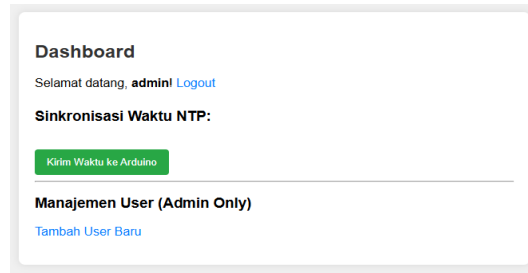 Dashboard
Selamat datang, admin! Logout
Sinkronisasi Waktu NTP:
Kirim Waktu ke Arduino
Manajemen User (Admin Only)
Tambah User Baru